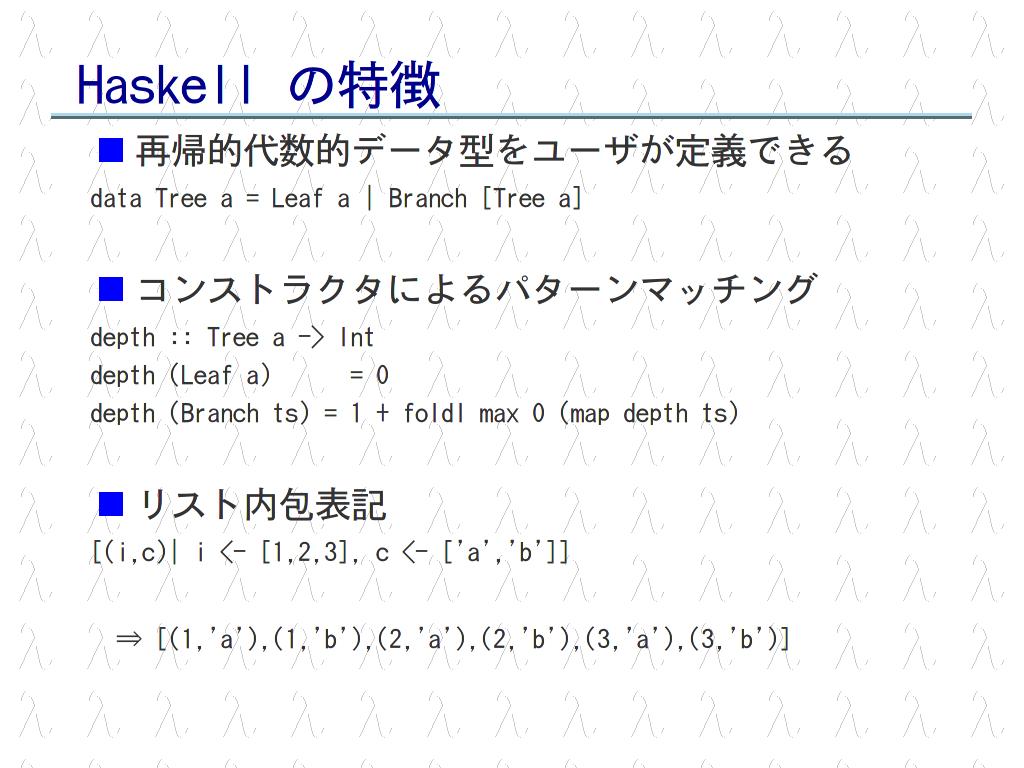 Haskell の特徴
■ 再帰的代数的データ型をユーザが定義できる
data Tree a = Leaf a | Branch [Tree a]
■ コンストラクタによるパターンマッチング
depth :: Tree a -> Int
depth (Leaf a)      = 0
depth (Branch ts) = 1 + foldl max 0 (map depth ts)
■ リスト内包表記
[(i,c)| i <- [1,2,3], c <- ['a','b']]
⇒ [(1,'a'),(1,'b'),(2,'a'),(2,'b'),(3,'a'),(3,'b')]